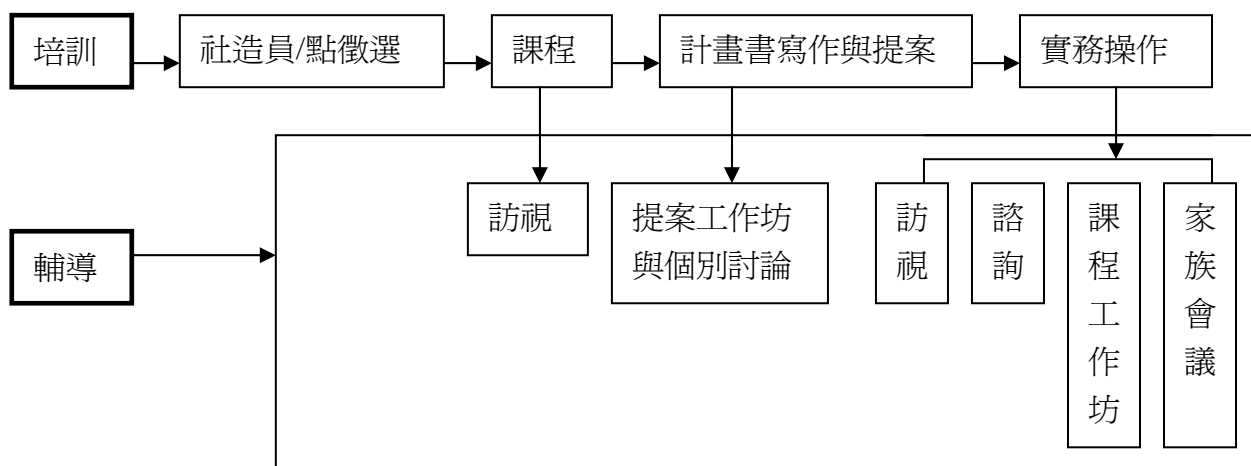 培訓
社造員/點徵選
課程
計畫書寫作與提案
實務操作
輔導
訪視
提案工作坊
與個別討論
訪視
諮詢
課程工作坊
家族會議